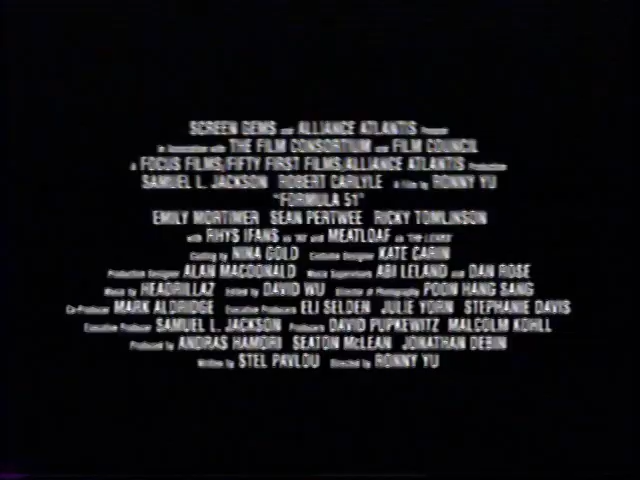 SCREEN GEMS and ALLIANCE ATLANTIS Present
in Association with THE FILM CONSORTIUM and FILM COUNCIL
a FOCUS FILMS/FIFTY FIRST FILMS/ALLIANCE ATLANTIS Production
SAMUEL L. JACKSON ROBERT CARLYLE a Film by RONNY YU
"FORMULA 51"
EMILY MORTIMER SEAN PERTWEE RICKY TOMLINSON
with RHYS IFANS as "IKI" and MEATLOAF as "THE LIZARD"
Casting by NINA GOLD Costume Designer KATE CARIN
Production Designer ALAN MACDONALD Music Supervisors ABI LELAND and DAN ROSE
Music by HEADRILLAZ Edited by DAVID WU Director of Photography POON HANG SANG
Co-Producer MARK ALDRIDGE Executive Producers ELI SELDEN JULIE YORN STEPHANIE DAVIS
Executive Producer SAMUEL L. JACKSON Producers DAVID PUPKEWITZ MALCOLM KOHLL
Produced by ANDRAS HAMORI SEATON McLEAN JONATHAN DEBIN
Written by STEL PAVLOU Directed by RONNY YU